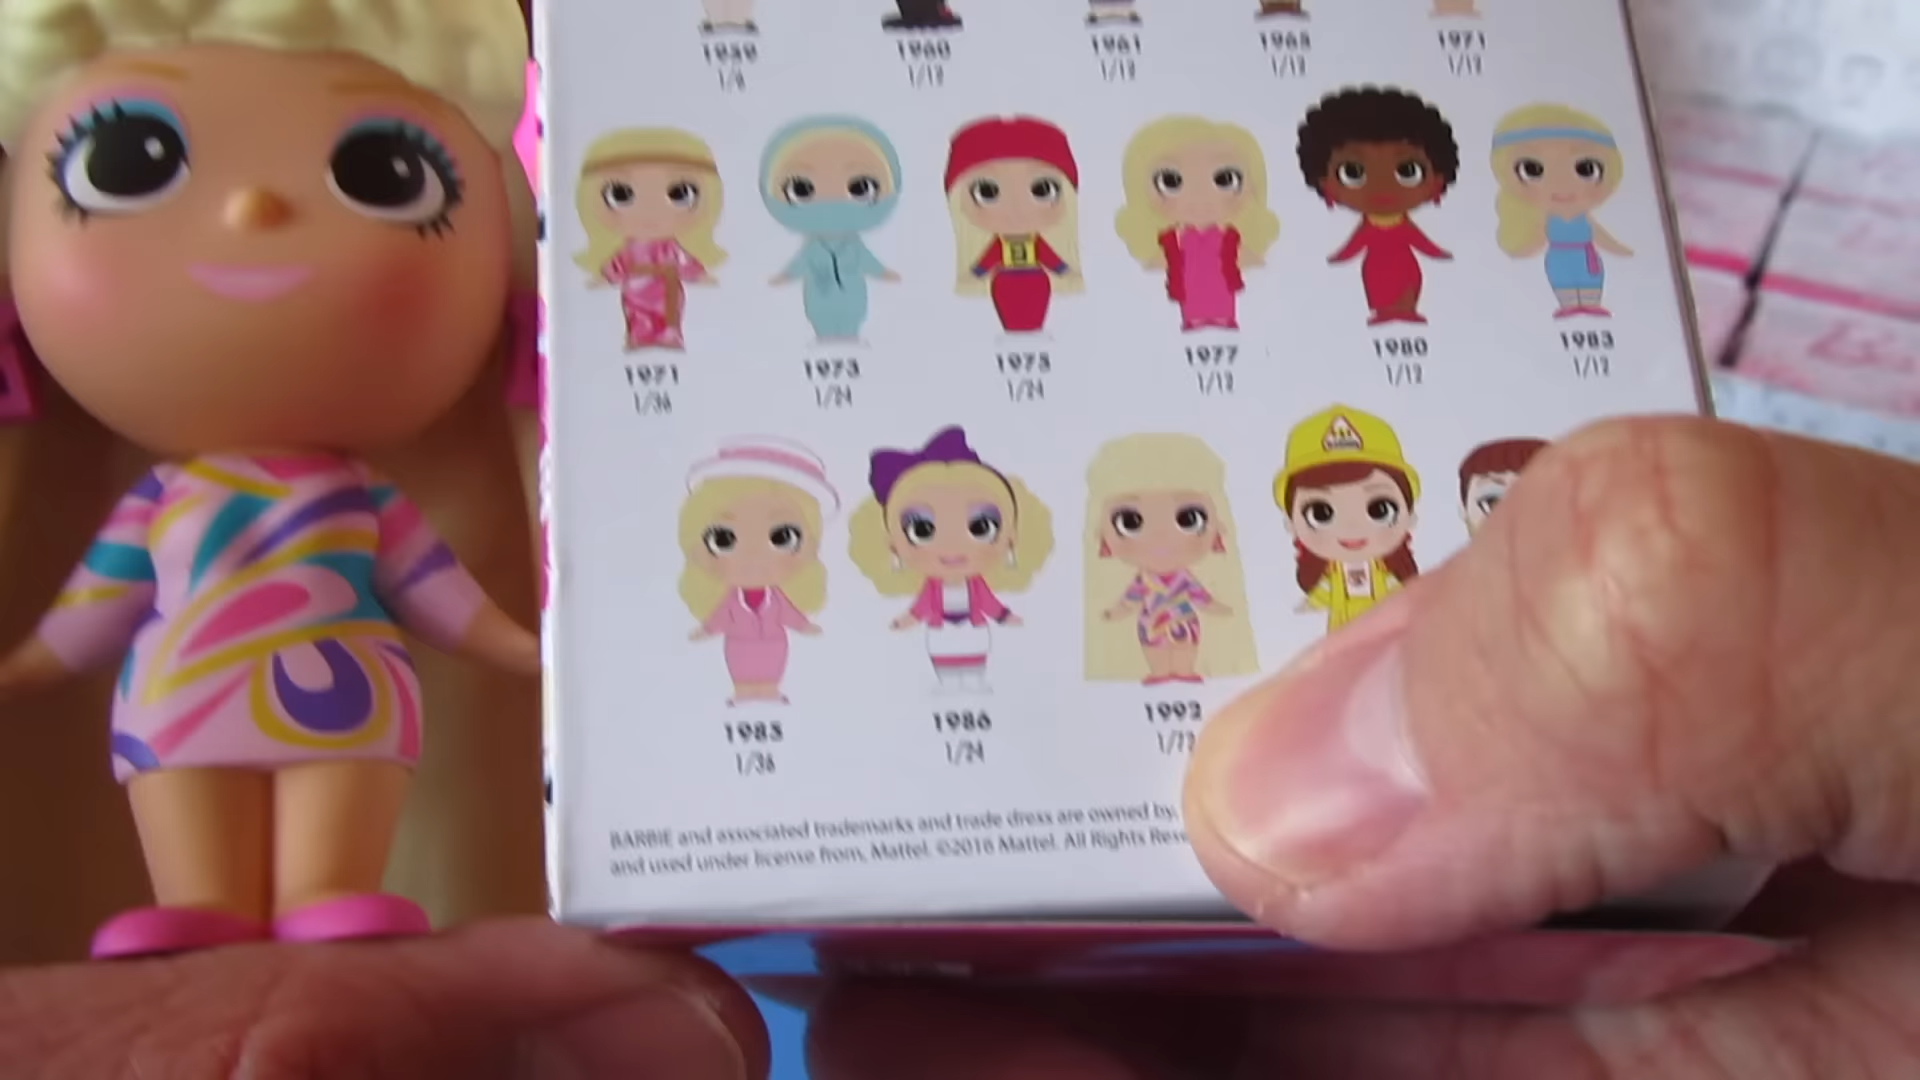 1959 1960 1961 1965 1971
1/6 1/12 1/12 1/12 1/12
1971 1973 1975 1977 1980 1983
1/36 1/24 1/24 1/12 1/12 1/12
1985 1986 1992
1/36 1/24 1/72
BARBIE and associated trademarks and trade dress are owned by,
and used under license from, Mattel. ©2016 Mattel. All Rights Rese